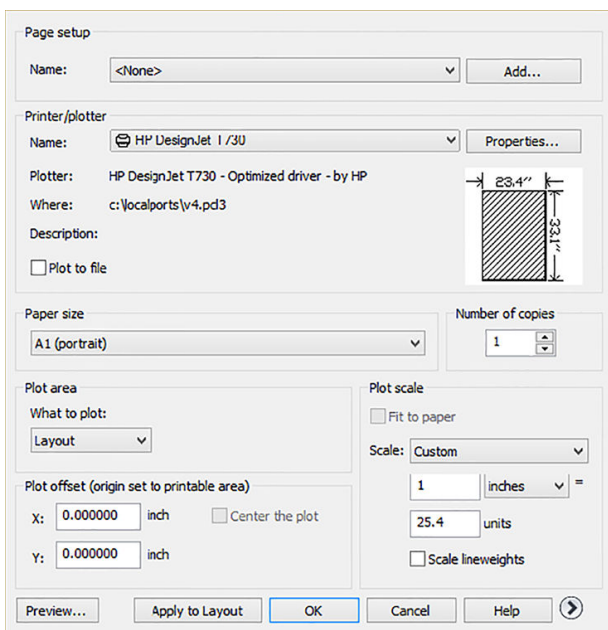 Page setup
Name: <None> Add...
Printer/plotter
Name: HP DesignJet T730 Properties...
Plotter: HP DesignJet T730 - Optimized driver - by HP
Where: c:\localports\v4.pcl3
Description:
Plot to file
23.4"
33.1"
Paper size
A1 (portrait)
Number of copies
1
Plot area
What to plot:
Layout
Plot scale
Fit to paper
Scale: Custom
1 inches =
25.4 units
Scale lineweights
Plot offset (origin set to printable area)
X: 0.000000 inch Center the plot
Y: 0.000000 inch
Preview... Apply to Layout OK Cancel Help